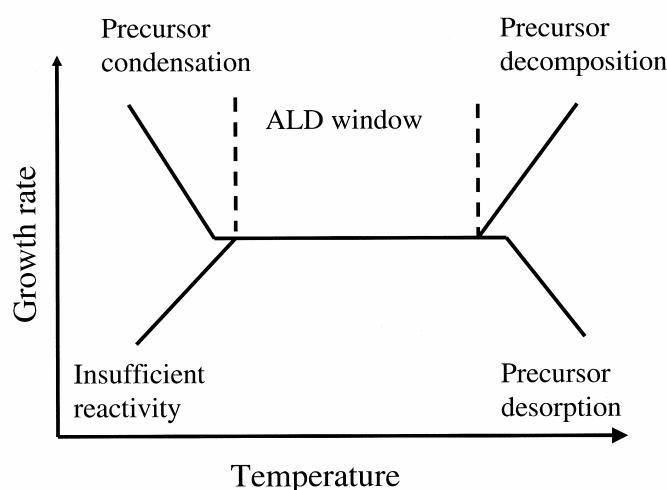 Precursor
condensation
Precursor
decomposition
ALD window
Growth rate
Insufficient
reactivity
Precursor
desorption
Temperature